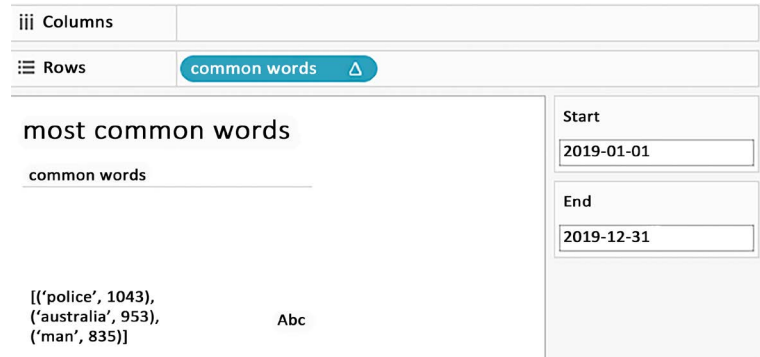 Columns
Rows
common words Δ
most common words
common words
[(‘police’, 1043),
(‘australia’, 953),
(‘man’, 835)]
Abc
Start
2019-01-01
End
2019-12-31